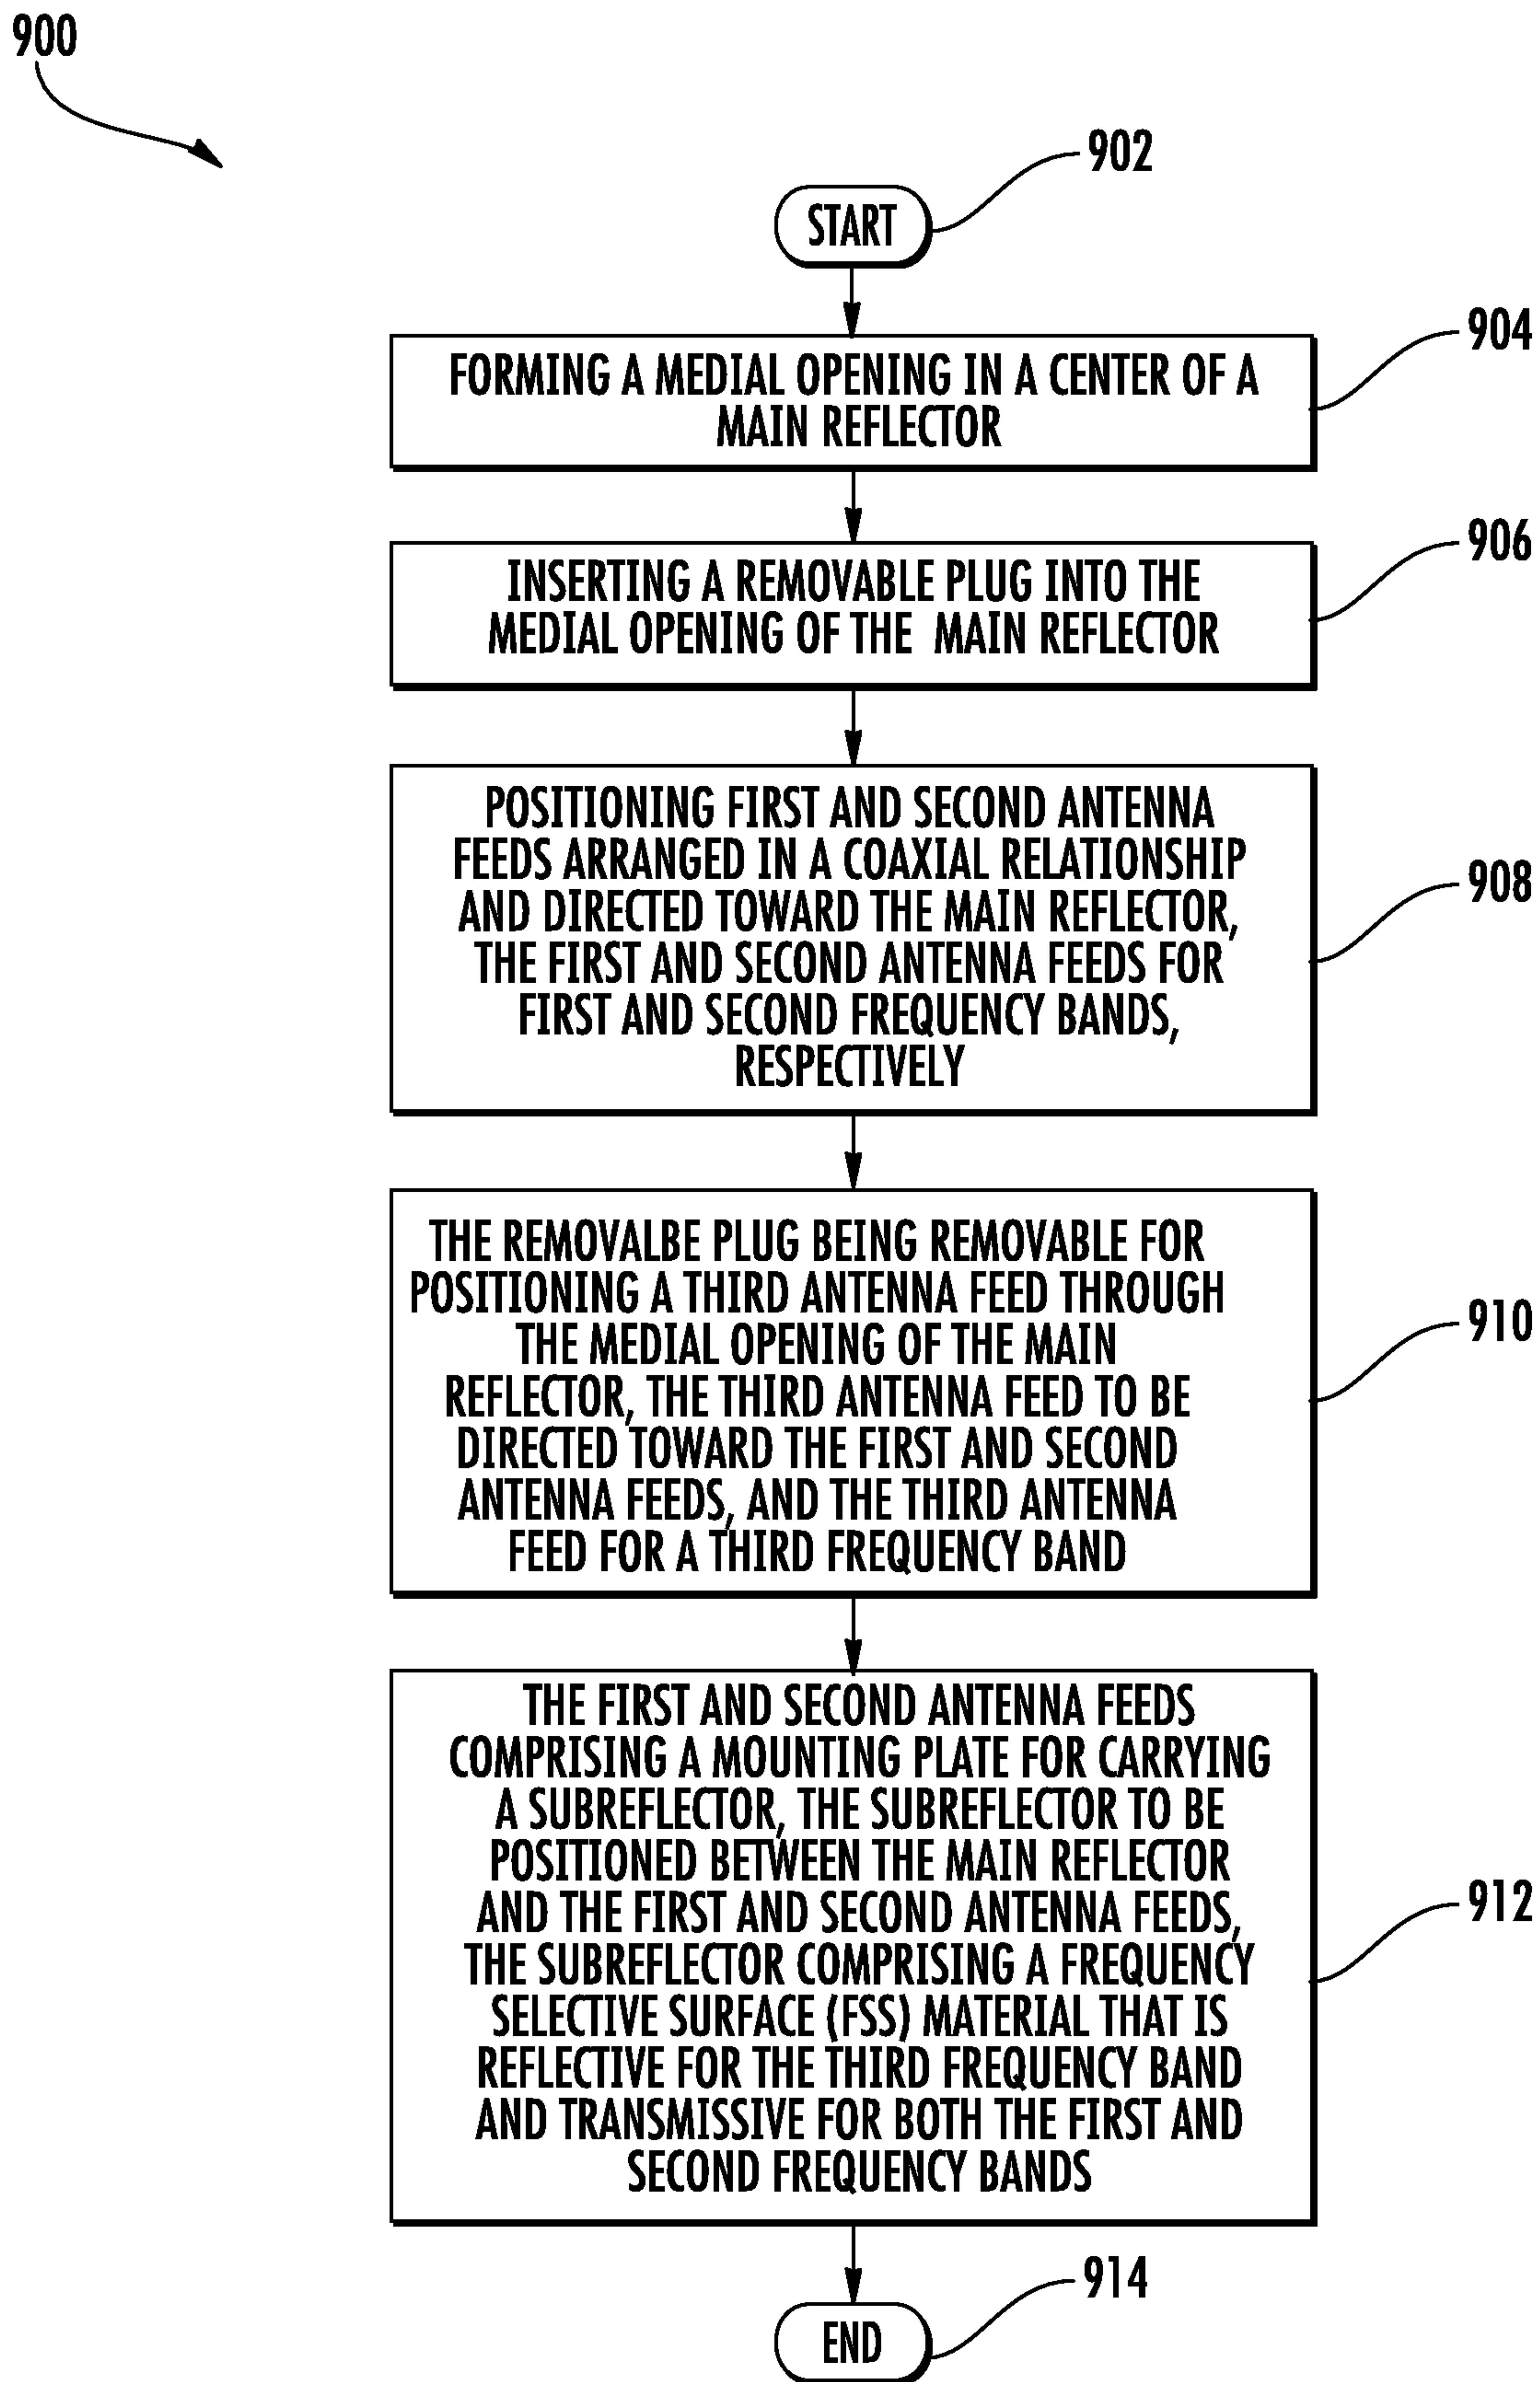 900
902
START
904
FORMING A MEDIAL OPENING IN A CENTER OF A
MAIN REFLECTOR
906
INSERTING A REMOVABLE PLUG INTO THE
MEDIAL OPENING OF THE MAIN REFLECTOR
908
POSITIONING FIRST AND SECOND ANTENNA
FEEDS ARRANGED IN A COAXIAL RELATIONSHIP
AND DIRECTED TOWARD THE MAIN REFLECTOR,
THE FIRST AND SECOND ANTENNA FEEDS FOR
FIRST AND SECOND FREQUENCY BANDS,
RESPECTIVELY
910
THE REMOVALBE PLUG BEING REMOVABLE FOR
POSITIONING A THIRD ANTENNA FEED THROUGH
THE MEDIAL OPENING OF THE MAIN
REFLECTOR, THE THIRD ANTENNA FEED TO BE
DIRECTED TOWARD THE FIRST AND SECOND
ANTENNA FEEDS, AND THE THIRD ANTENNA
FEED FOR A THIRD FREQUENCY BAND
912
THE FIRST AND SECOND ANTENNA FEEDS
COMPRISING A MOUNTING PLATE FOR CARRYING
A SUBREFLECTOR, THE SUBREFLECTOR TO BE
POSITIONED BETWEEN THE MAIN REFLECTOR
AND THE FIRST AND SECOND ANTENNA FEEDS,
THE SUBREFLECTOR COMPRISING A FREQUENCY
SELECTIVE SURFACE (FSS) MATERIAL THAT IS
REFLECTIVE FOR THE THIRD FREQUENCY BAND
AND TRANSMISSIVE FOR BOTH THE FIRST AND
SECOND FREQUENCY BANDS
914
END